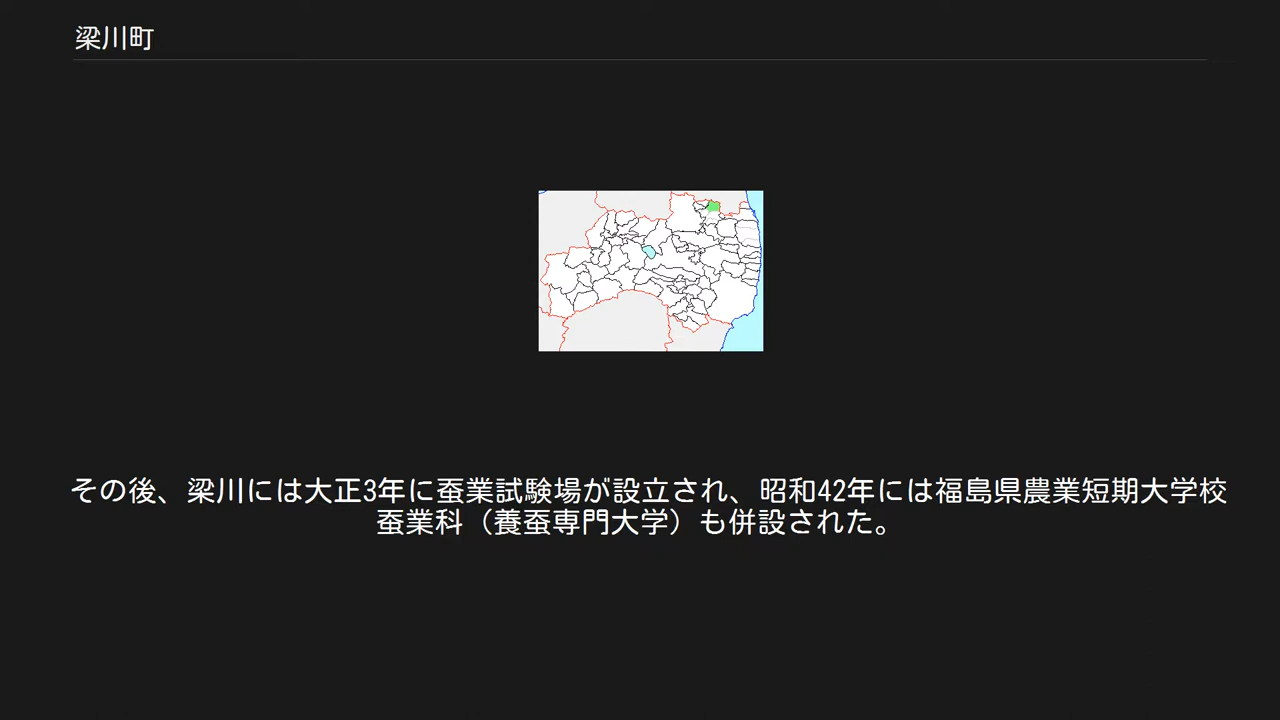 梁川町
その後、梁川には大正3年に蚕業試験場が設立され、昭和42年には福島県農業短期大学校
蚕業科（養蚕専門大学）も併設された。